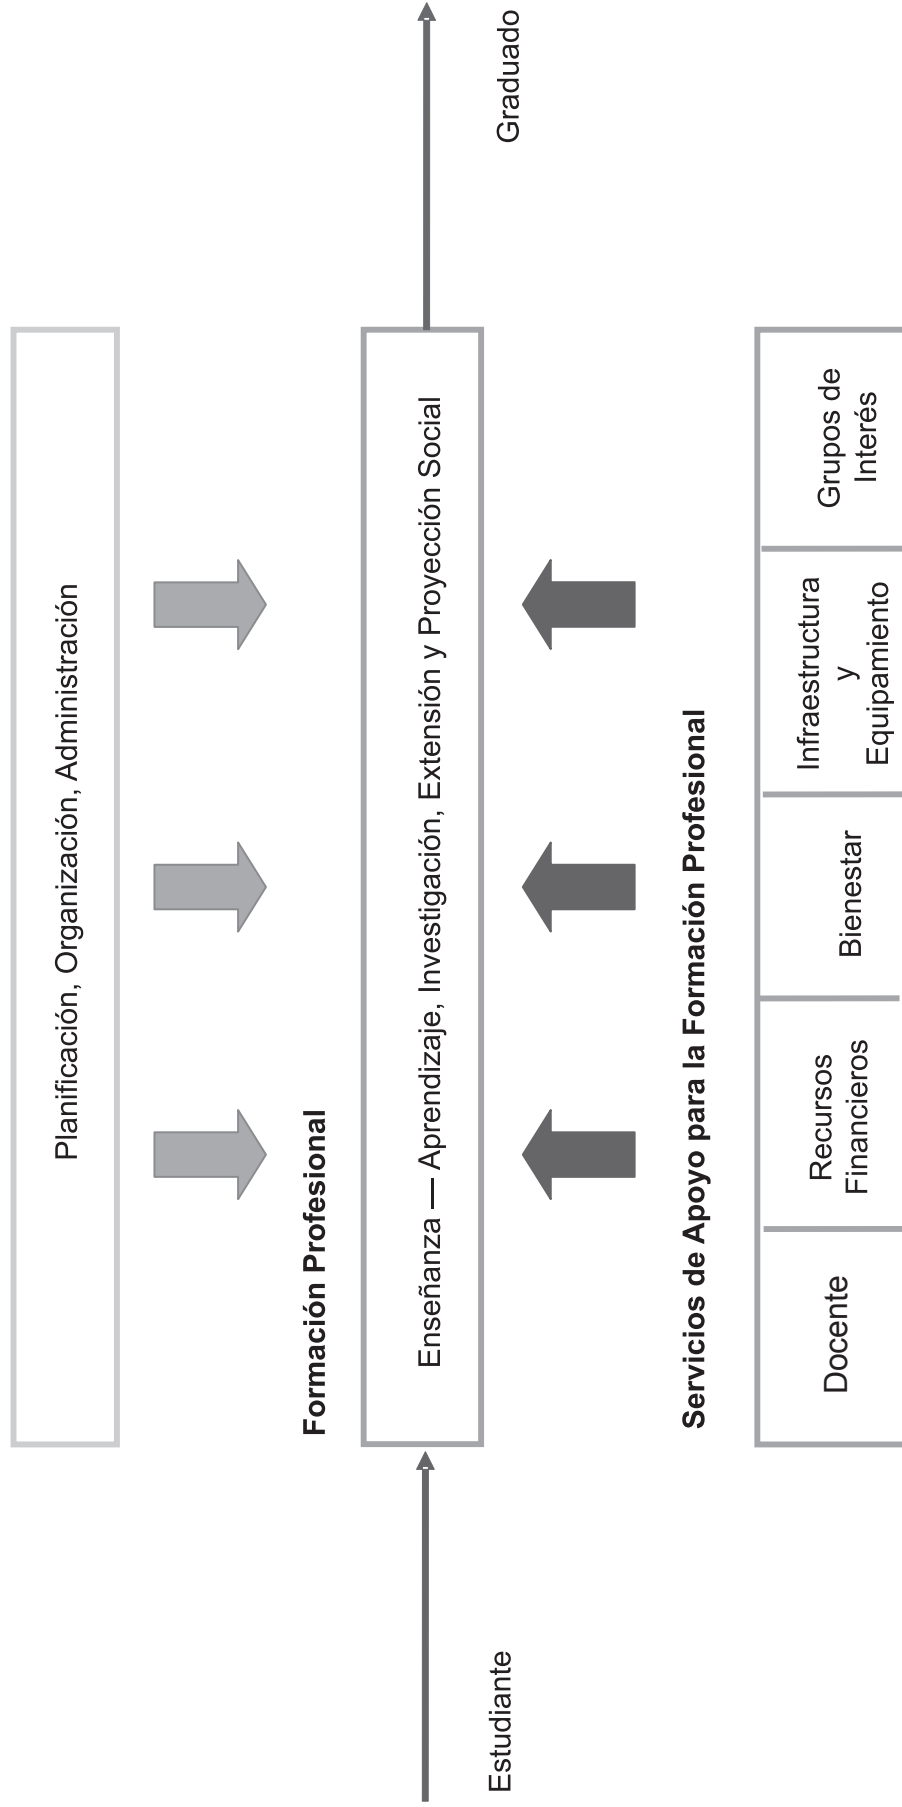 Planificación, Organización, Administración
Formación Profesional
Estudiante
Enseñanza — Aprendizaje, Investigación, Extensión y Proyección Social
Graduado
Servicios de Apoyo para la Formación Profesional
Docente
Recursos
Financieros
Bienestar
Infraestructura
y
Equipamiento
Grupos de
Interés